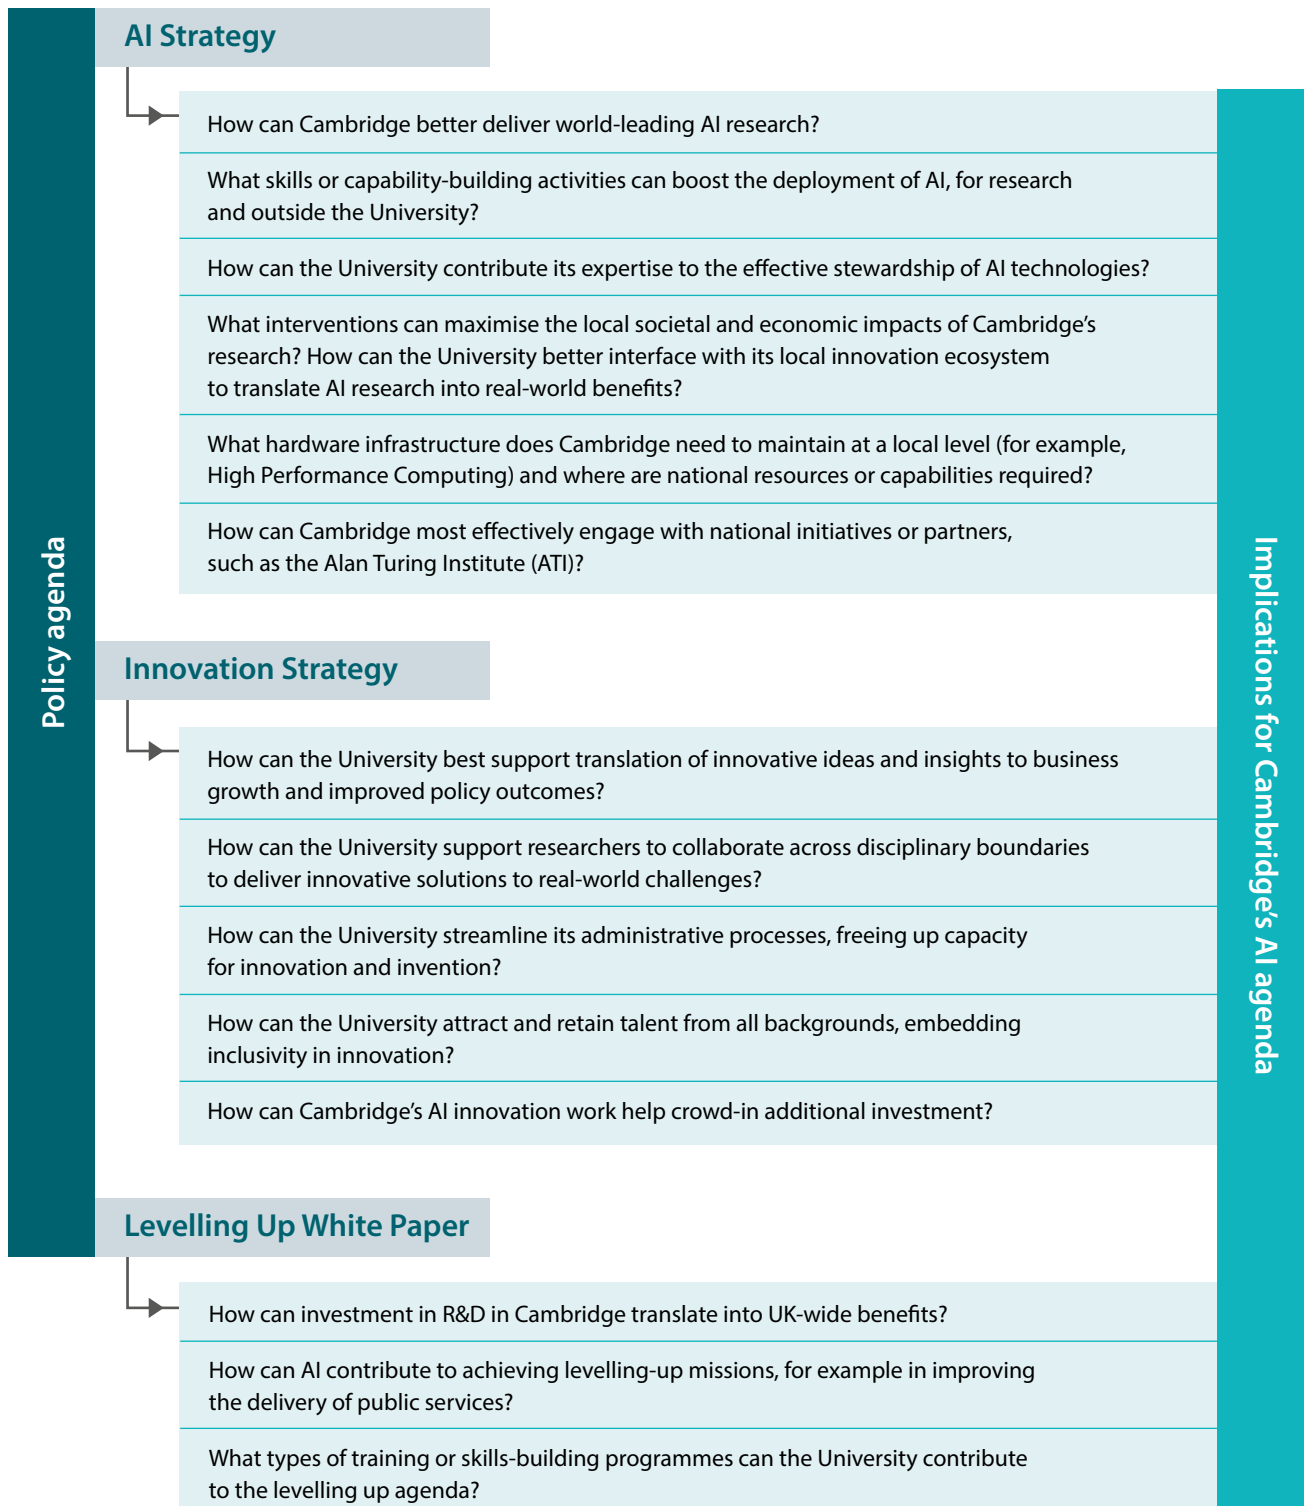 Policy agenda
AI Strategy
How can Cambridge better deliver world-leading AI research?
What skills or capability-building activities can boost the deployment of AI, for research
and outside the University?
How can the University contribute its expertise to the effective stewardship of AI technologies?
What interventions can maximise the local societal and economic impacts of Cambridge’s
research? How can the University better interface with its local innovation ecosystem
to translate AI research into real-world benefits?
What hardware infrastructure does Cambridge need to maintain at a local level (for example,
High Performance Computing) and where are national resources or capabilities required?
How can Cambridge most effectively engage with national initiatives or partners,
such as the Alan Turing Institute (ATI)?
Innovation Strategy
How can the University best support translation of innovative ideas and insights to business
growth and improved policy outcomes?
How can the University support researchers to collaborate across disciplinary boundaries
to deliver innovative solutions to real-world challenges?
How can the University streamline its administrative processes, freeing up capacity
for innovation and invention?
How can the University attract and retain talent from all backgrounds, embedding
inclusivity in innovation?
How can Cambridge’s AI innovation work help crowd-in additional investment?
Levelling Up White Paper
How can investment in R&D in Cambridge translate into UK-wide benefits?
How can AI contribute to achieving levelling-up missions, for example in improving
the delivery of public services?
What types of training or skills-building programmes can the University contribute
to the levelling up agenda?
Implications for Cambridge’s AI agenda